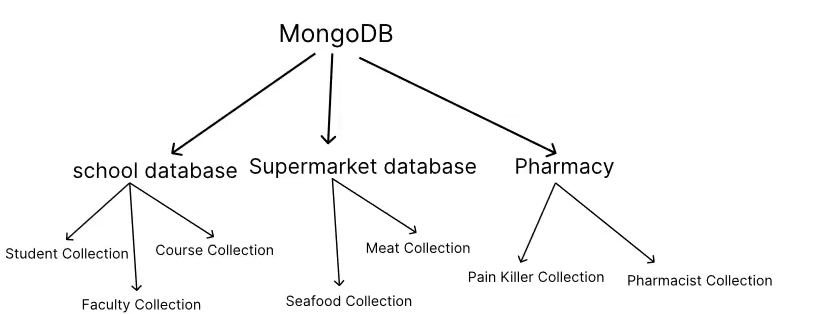 MongoDB
school database
Supermarket database
Pharmacy
Student Collection
Course Collection
Faculty Collection
Meat Collection
Seafood Collection
Pain Killer Collection
Pharmacist Collection